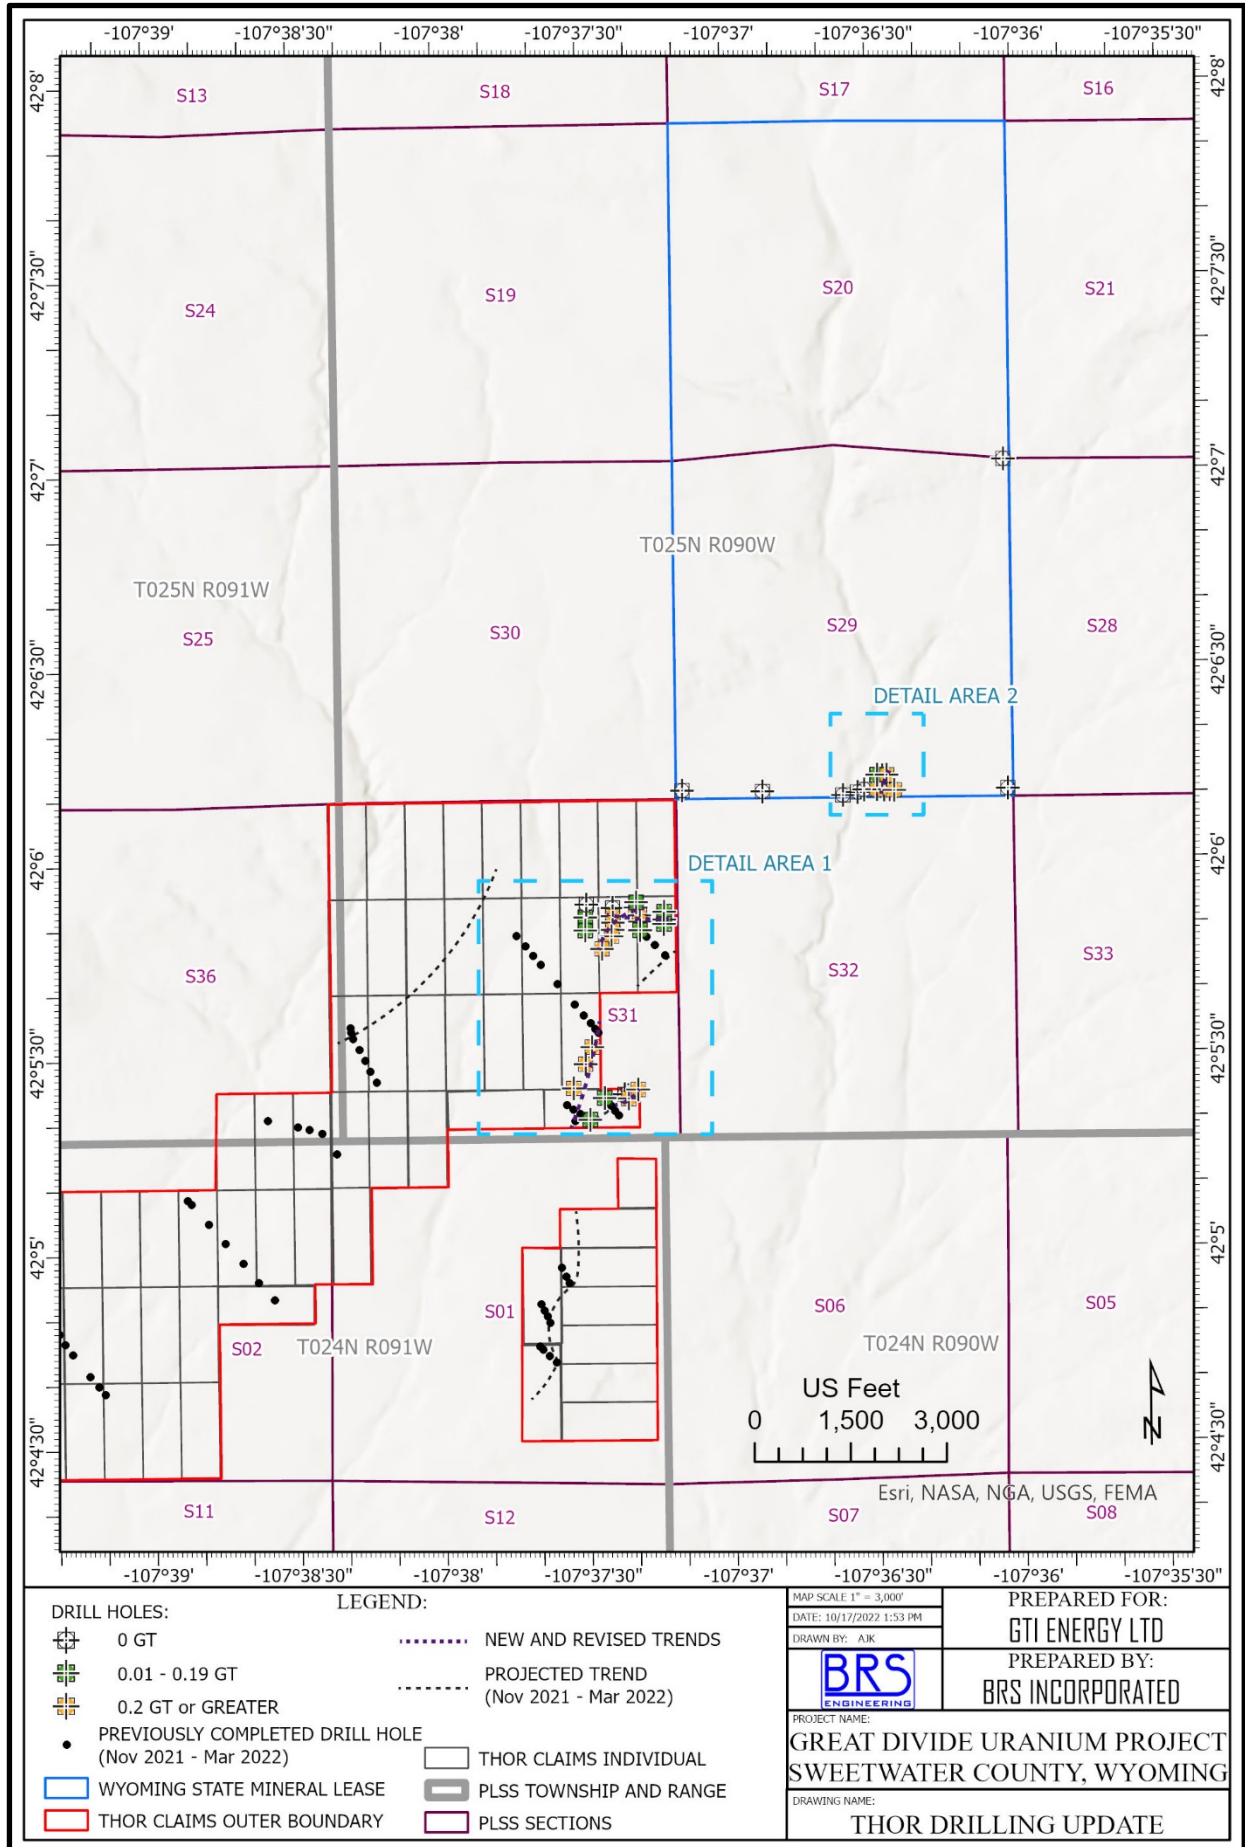 -107°39' -107°38'30" -107°38' -107°37'30" -107°37' -107°36'30" -107°36' -107°35'30"
42°8' 42°8'
S13 S18 S17 S16
42°7'30" 42°7'30"
S24 S19 S20 S21
42°7' 42°7'
T025N R090W
T025N R091W
S25 S30 S29 S28
42°6'30" 42°6'30"
DETAIL AREA 2
42°6' 42°6'
DETAIL AREA 1
S36 S32 S33
S31
42°5'30" 42°5'30"
42°5' 42°5'
S01 S06 S05
S02 T024N R091W T024N R090W
US Feet
0 1,500 3,000
N
42°4'30" 42°4'30"
Esri, NASA, NGA, USGS, FEMA
S11 S12 S07 S08
-107°39' -107°38'30" -107°38' -107°37'30" -107°37' -107°36'30" -107°36' -107°35'30"
LEGEND:
DRILL HOLES:
0 GT
0.01 - 0.19 GT
0.2 GT or GREATER
PREVIOUSLY COMPLETED DRILL HOLE
(Nov 2021 - Mar 2022)
WYOMING STATE MINERAL LEASE
THOR CLAIMS OUTER BOUNDARY
NEW AND REVISED TRENDS
PROJECTED TREND
(Nov 2021 - Mar 2022)
THOR CLAIMS INDIVIDUAL
PLSS TOWNSHIP AND RANGE
PLSS SECTIONS
MAP SCALE 1" = 3,000'
DATE: 10/17/2022 1:53 PM
DRAWN BY: AJK
BRS
ENGINEERING
PREPARED FOR:
GTI ENERGY LTD
PREPARED BY:
BRS INCORPORATED
PROJECT NAME:
GREAT DIVIDE URANIUM PROJECT
SWEETWATER COUNTY, WYOMING
DRAWING NAME:
THOR DRILLING UPDATE